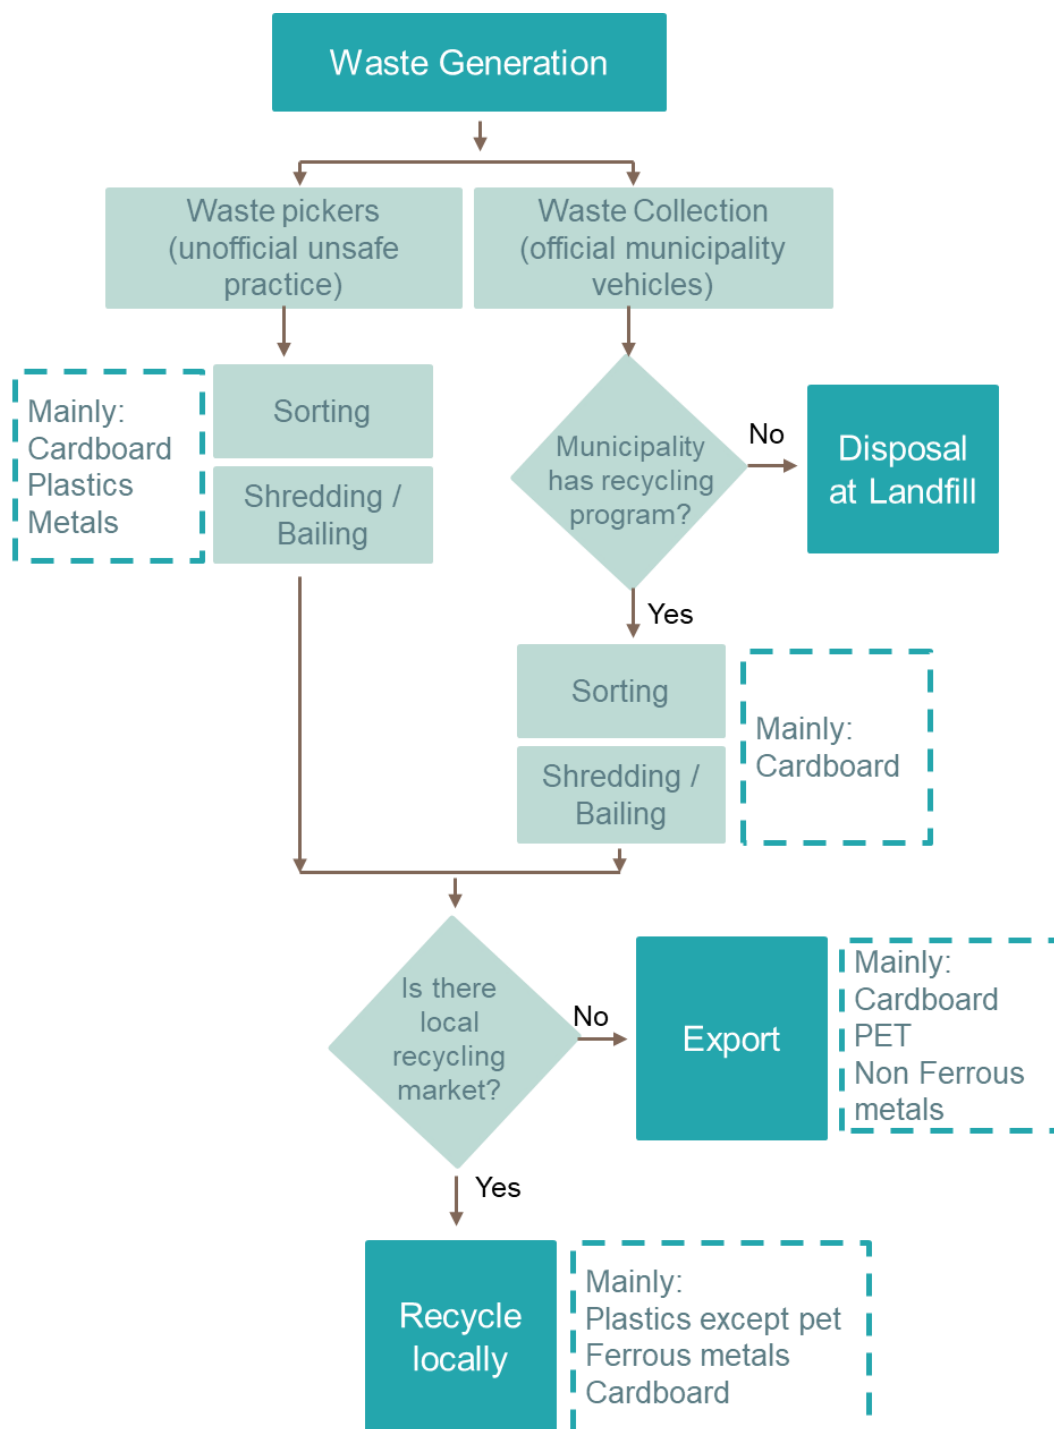 Waste Generation
Waste pickers
(unofficial unsafe
practice)
Waste Collection
(official municipality
vehicles)
Mainly:
Cardboard
Plastics
Metals
Sorting
Shredding /
Bailing
Municipality
has recycling
program?
No
Disposal
at Landfill
Yes
Sorting
Shredding /
Bailing
Mainly:
Cardboard
Is there
local
recycling
market?
No
Export
Mainly:
Cardboard
PET
Non Ferrous
metals
Yes
Recycle
locally
Mainly:
Plastics except pet
Ferrous metals
Cardboard